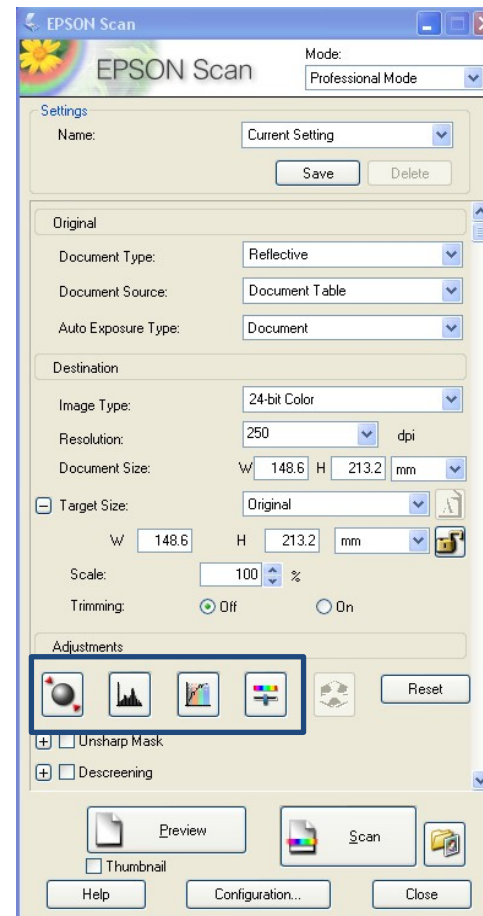 EPSON Scan
EPSON Scan
Mode:
Professional Mode
Settings
Name: Current Setting
Save Delete
Original
Document Type: Reflective
Document Source: Document Table
Auto Exposure Type: Document
Destination
Image Type: 24-bit Color
Resolution: 250 dpi
Document Size: W 148.6 H 213.2 mm
Target Size: Original
W 148.6 H 213.2 mm
Scale: 100 %
Trimming: Off On
Adjustments
Reset
Unsharp Mask
Descreening
Preview Scan
Thumbnail
Help Configuration... Close